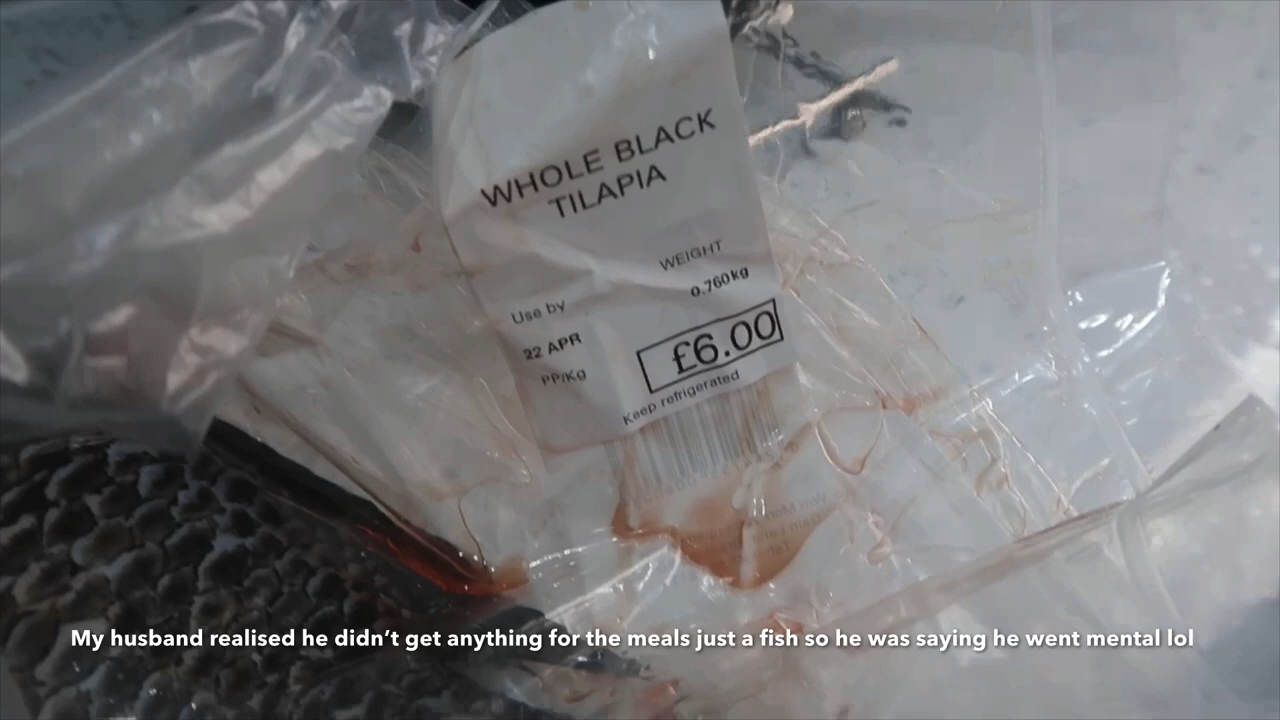 WHOLE BLACK
TILAPIA
WEIGHT
0.760kg
Use by
22 APR
£6.00
PP/Kg
Keep refrigerated
My husband realised he didn't get anything for the meals just a fish so he was saying he went mental lol